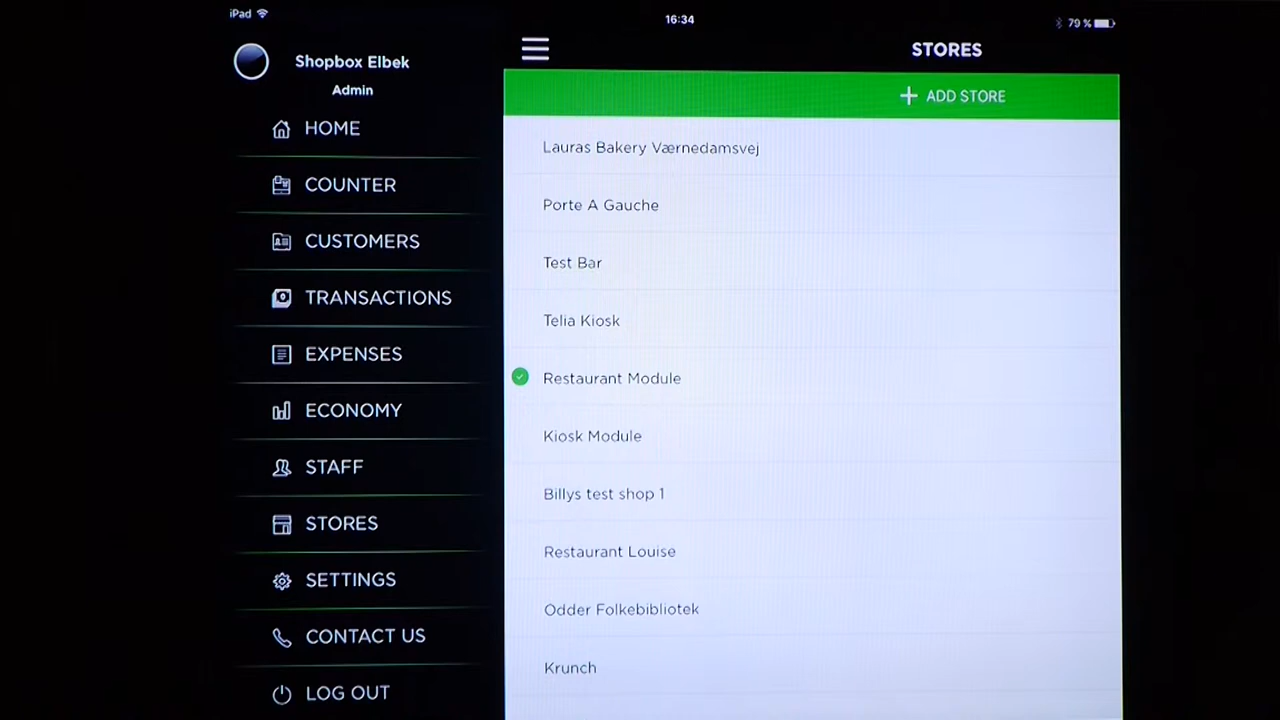 iPad
16:34
79 %
Shopbox Elbek
Admin
HOME
COUNTER
CUSTOMERS
TRANSACTIONS
EXPENSES
ECONOMY
STAFF
STORES
SETTINGS
CONTACT US
LOG OUT
STORES
+ ADD STORE
Lauras Bakery Værnedamsvej
Porte A Gauche
Test Bar
Telia Kiosk
Restaurant Module
Kiosk Module
Billys test shop 1
Restaurant Louise
Odder Folkebibliotek
Krunch